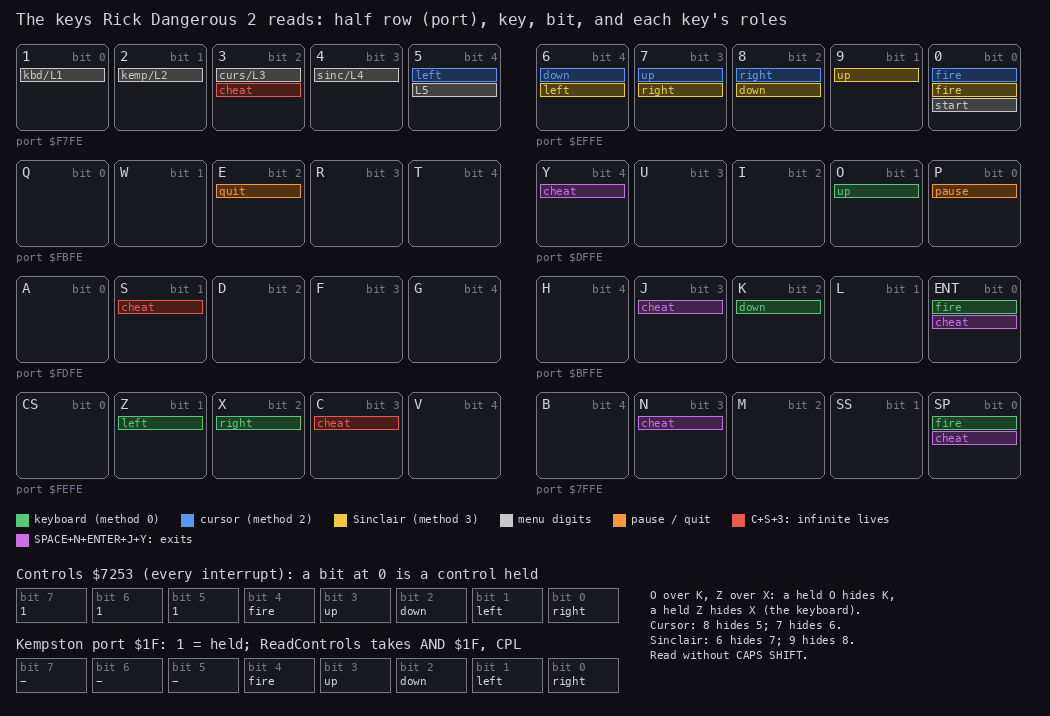 The keys Rick Dangerous 2 reads: half row (port), key, bit, and each key's roles
1 bit 0 2 bit 1 3 bit 2 4 bit 3 5 bit 4 6 bit 4 7 bit 3 8 bit 2 9 bit 1 0 bit 0
kbd/L1 kemp/L2 curs/L3 sinc/L4 left down up right up fire
cheat L5 left right down fire
start
port $F7FE port $EFFE
Q bit 0 W bit 1 E bit 2 R bit 3 T bit 4 Y bit 4 U bit 3 I bit 2 O bit 1 P bit 0
quit cheat up pause
port $FBFE port $DFFE
A bit 0 S bit 1 D bit 2 F bit 3 G bit 4 H bit 4 J bit 3 K bit 2 L bit 1 ENT bit 0
cheat cheat down fire
cheat
port $FDFE port $BFFE
CS bit 0 Z bit 1 X bit 2 C bit 3 V bit 4 B bit 4 N bit 3 M bit 2 SS bit 1 SP bit 0
left right cheat cheat fire
cheat
port $FEFE port $7FFE
keyboard (method 0) cursor (method 2) Sinclair (method 3) menu digits pause / quit C+S+3: infinite lives
SPACE+N+ENTER+J+Y: exits
Controls $7253 (every interrupt): a bit at 0 is a control held
bit 7 bit 6 bit 5 bit 4 bit 3 bit 2 bit 1 bit 0
1 1 1 fire up down left right
Kempston port $1F: 1 = held; ReadControls takes AND $1F, CPL
bit 7 bit 6 bit 5 bit 4 bit 3 bit 2 bit 1 bit 0
– – – fire up down left right
O over K, Z over X: a held O hides K,
a held Z hides X (the keyboard).
Cursor: 8 hides 5; 7 hides 6.
Sinclair: 6 hides 7; 9 hides 8.
Read without CAPS SHIFT.